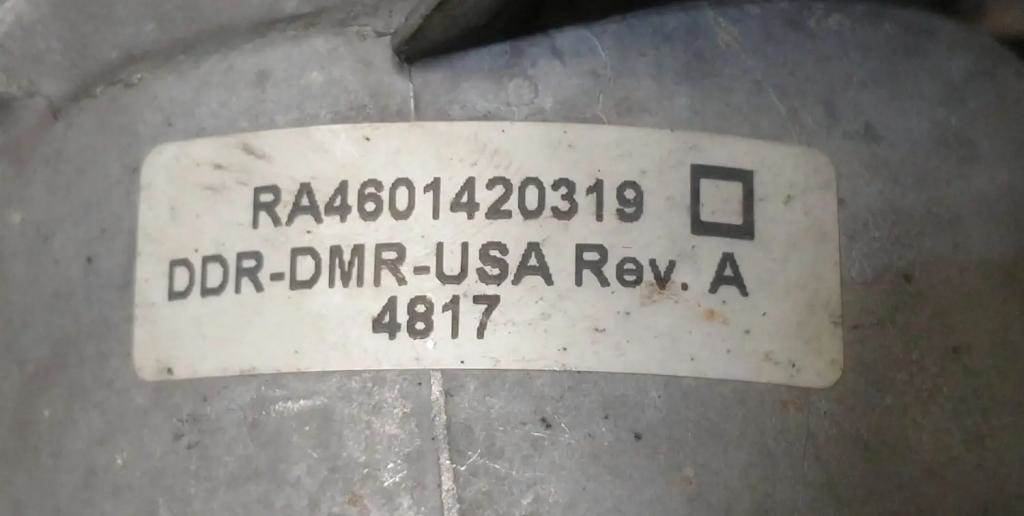 RA4601420319
DDR-DMR-USA Rev. A
4817